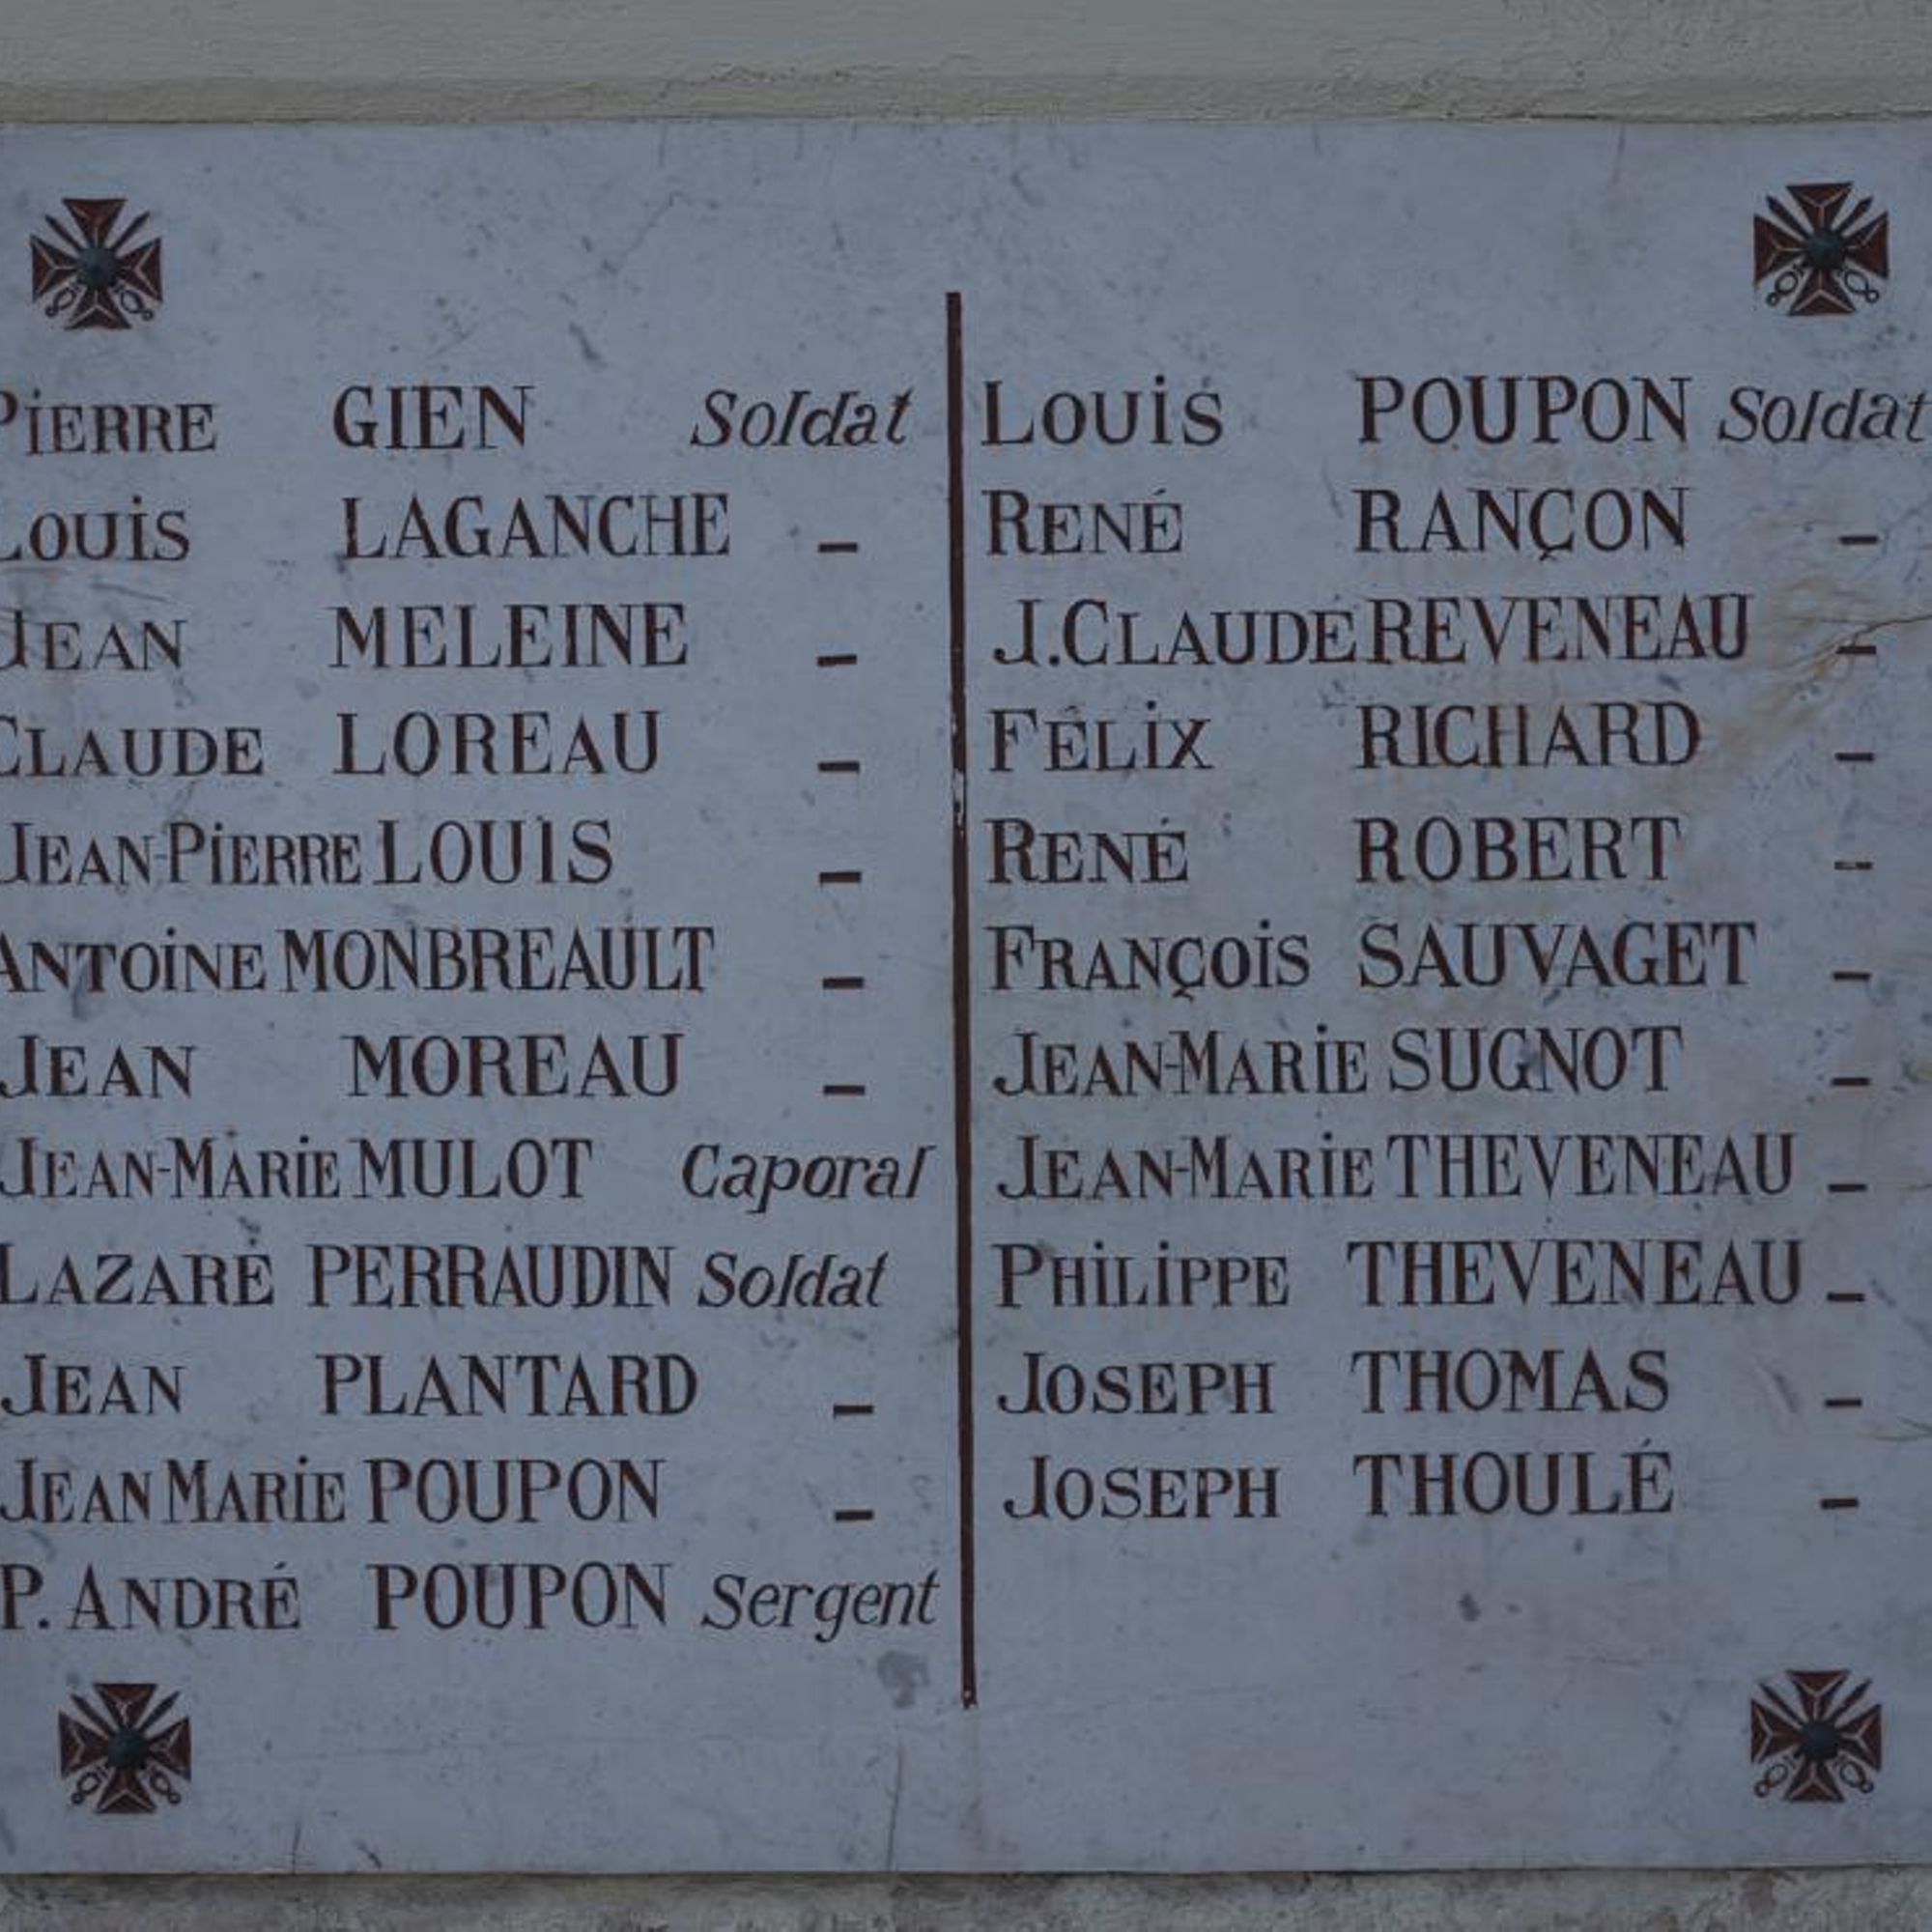 PiERRE GIEN Soldat
LOUiS LAGANCHE –
JEAN MELEINE –
CLAUDE LOREAU –
JEAN-PiERRE LOUIS –
ANTOiNE MONBREAULT –
JEAN MOREAU –
JEAN-MARiE MULOT Caporal
LAZARE PERRAUDIN Soldat
JEAN PLANTARD –
JEAN MARiE POUPON –
P. ANDRÉ POUPON Sergent
LOUiS POUPON Soldat
RENÉ RANÇON –
J. CLAUDE REVENEAU –
FÉLiX RICHARD –
RENÉ ROBERT –
FRANÇOiS SAUVAGET –
JEAN-MARiE SUGNOT –
JEAN-MARiE THEVENEAU –
PHiLiPPE THEVENEAU –
JOSEPH THOMAS –
JOSEPH THOULÉ –